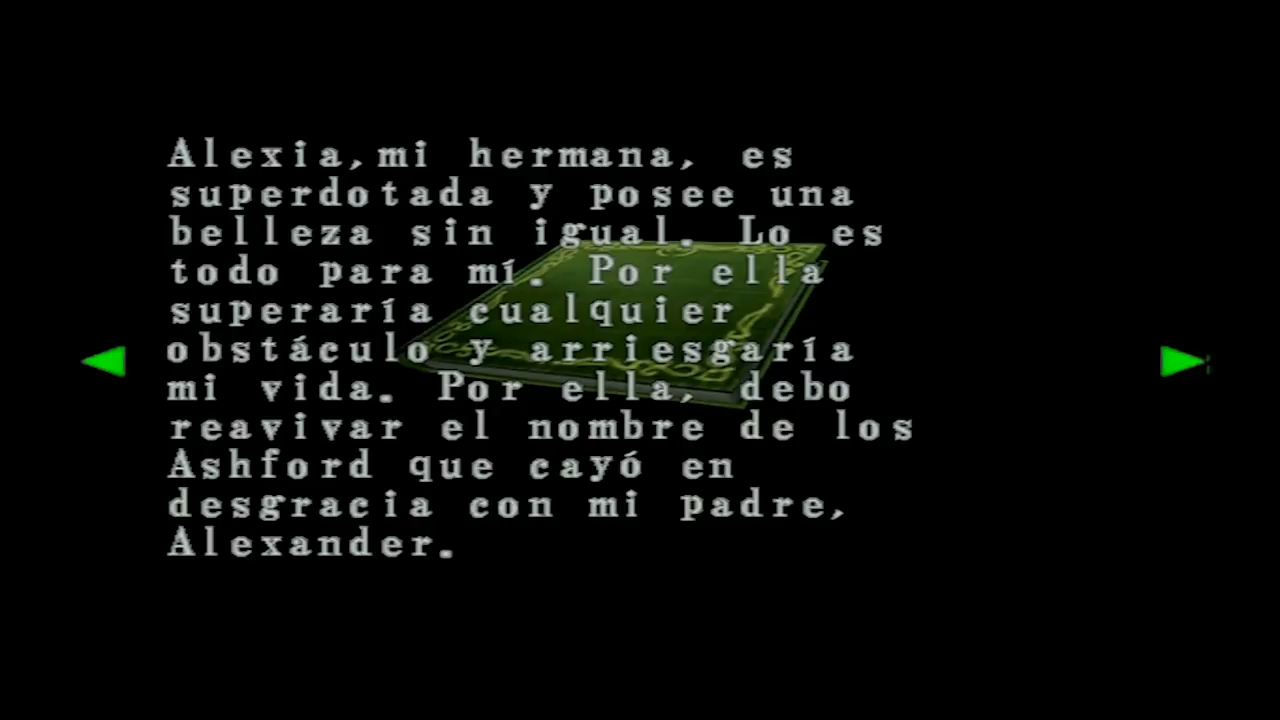 Alexia,mi hermana, es
superdotada y posee una
belleza sin igual. Lo es
todo para mí. Por ella
superaría cualquier
obstáculo y arriesgaría
mi vida. Por ella, debo
reavivar el nombre de los
Ashford que cayó en
desgracia con mi padre,
Alexander.